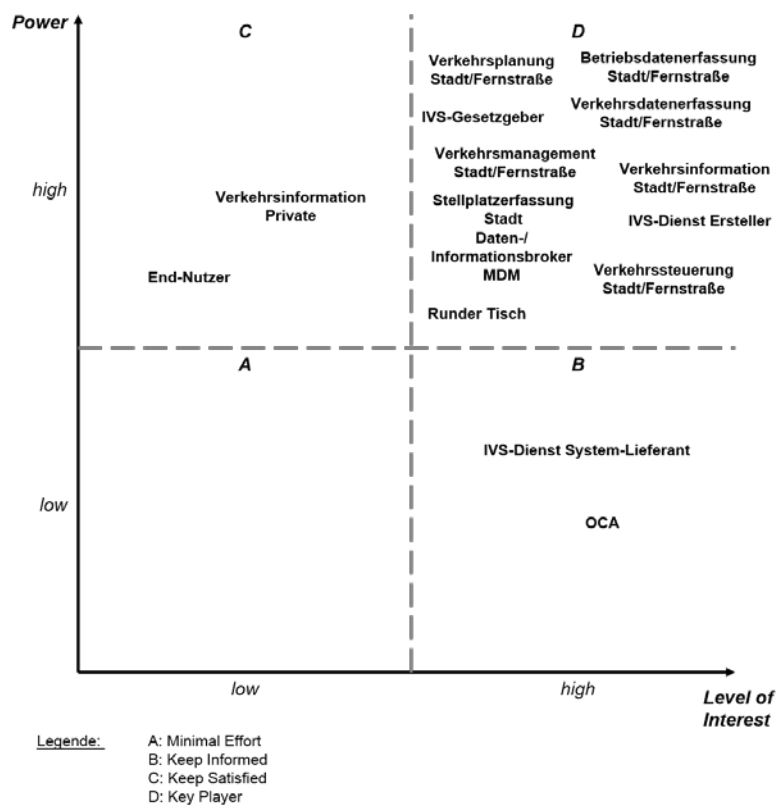 Power
C
D
Verkehrsplanung
Stadt/Fernstraße
Betriebsdatenerfassung
Stadt/Fernstraße
IVS-Gesetzgeber
Verkehrsdatenerfassung
Stadt/Fernstraße
Verkehrsmanagement
Stadt/Fernstraße
Verkehrsinformation
Stadt/Fernstraße
high
Verkehrsinformation
Private
Stellplatzerfassung
Stadt
IVS-Dienst Ersteller
Daten-/
Informationsbroker
MDM
Verkehrssteuerung
Stadt/Fernstraße
End-Nutzer
Runder Tisch
A
B
IVS-Dienst System-Lieferant
low
OCA
low
high
Level of
Interest
Legende:
A: Minimal Effort
B: Keep Informed
C: Keep Satisfied
D: Key Player